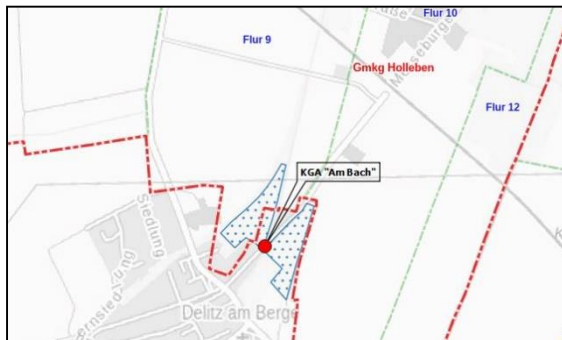 Flur 10
Flur 9
Gmkg Holleben
Flur 12
KGA "Am Bach"
Siedlung
Delitz am Berge